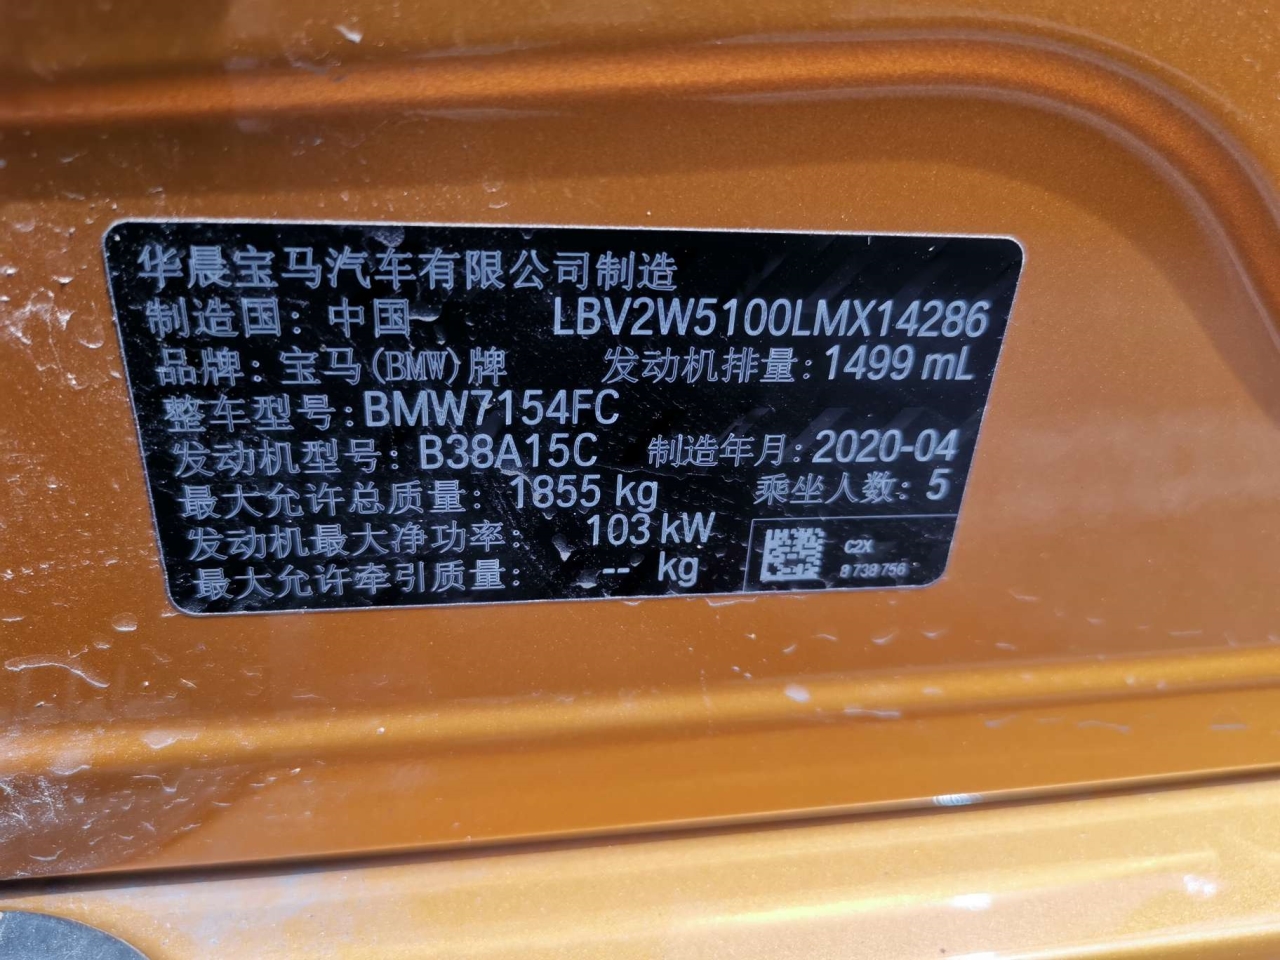 华晨宝马汽车有限公司制造
制造国：中国 LBV2W5100LMX14286
品牌：宝马(BMW)牌 发动机排量：1499 mL
整车型号：BMW7154FC
发动机型号：B38A15C 制造年月：2020-04
最大允许总质量：1855 kg 乘坐人数：5
发动机最大净功率：103 kW
最大允许牵引质量：-- kg
C2X
8 738 756